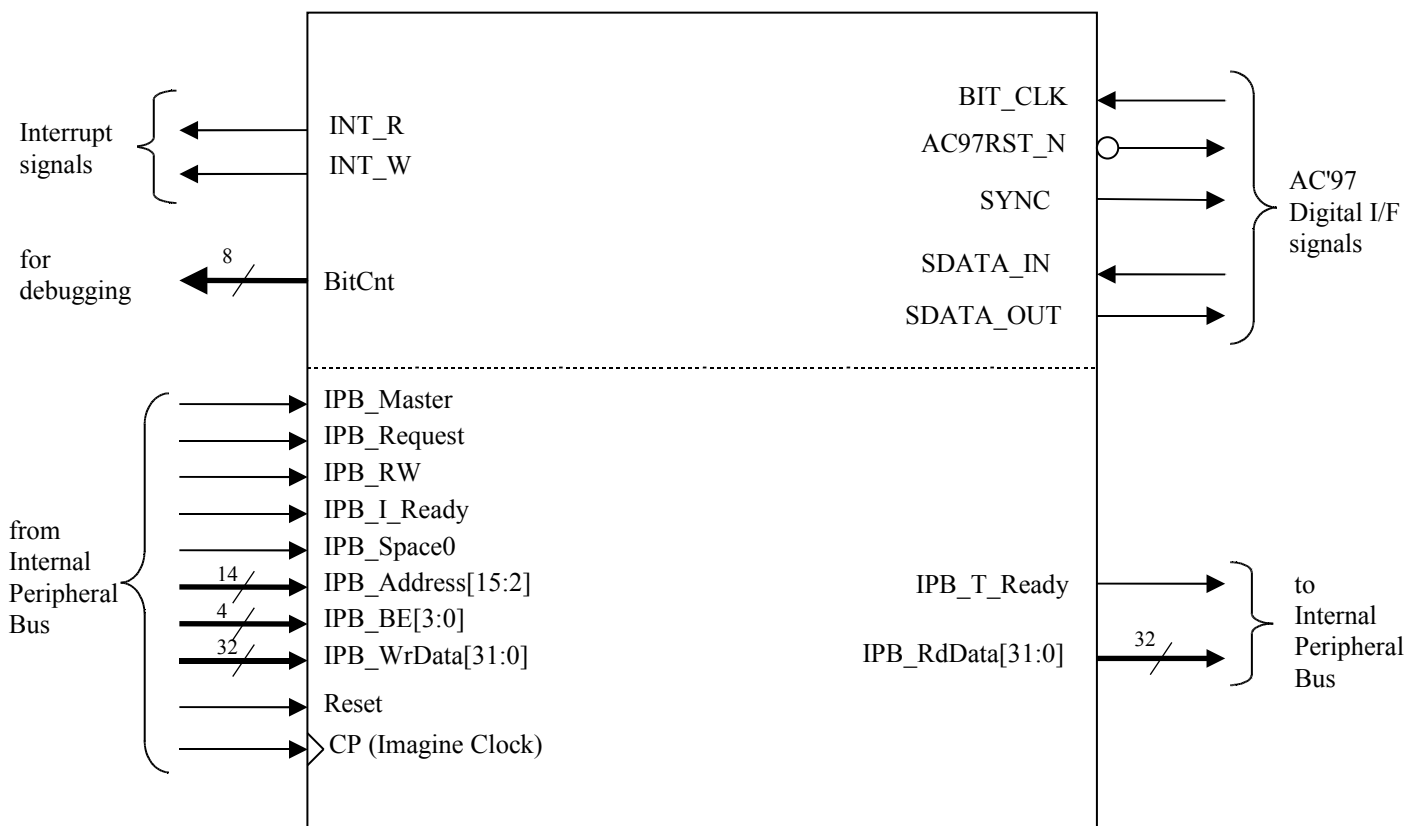 Interrupt
signals
INT_R
INT_W
for
debugging
8
BitCnt
BIT_CLK
AC97RST_N
SYNC
SDATA_IN
SDATA_OUT
AC'97
Digital I/F
signals
from
Internal
Peripheral
Bus
IPB_Master
IPB_Request
IPB_RW
IPB_I_Ready
IPB_Space0
14
IPB_Address[15:2]
4
IPB_BE[3:0]
32
IPB_WrData[31:0]
Reset
CP (Imagine Clock)
IPB_T_Ready
IPB_RdData[31:0]
32
to
Internal
Peripheral
Bus